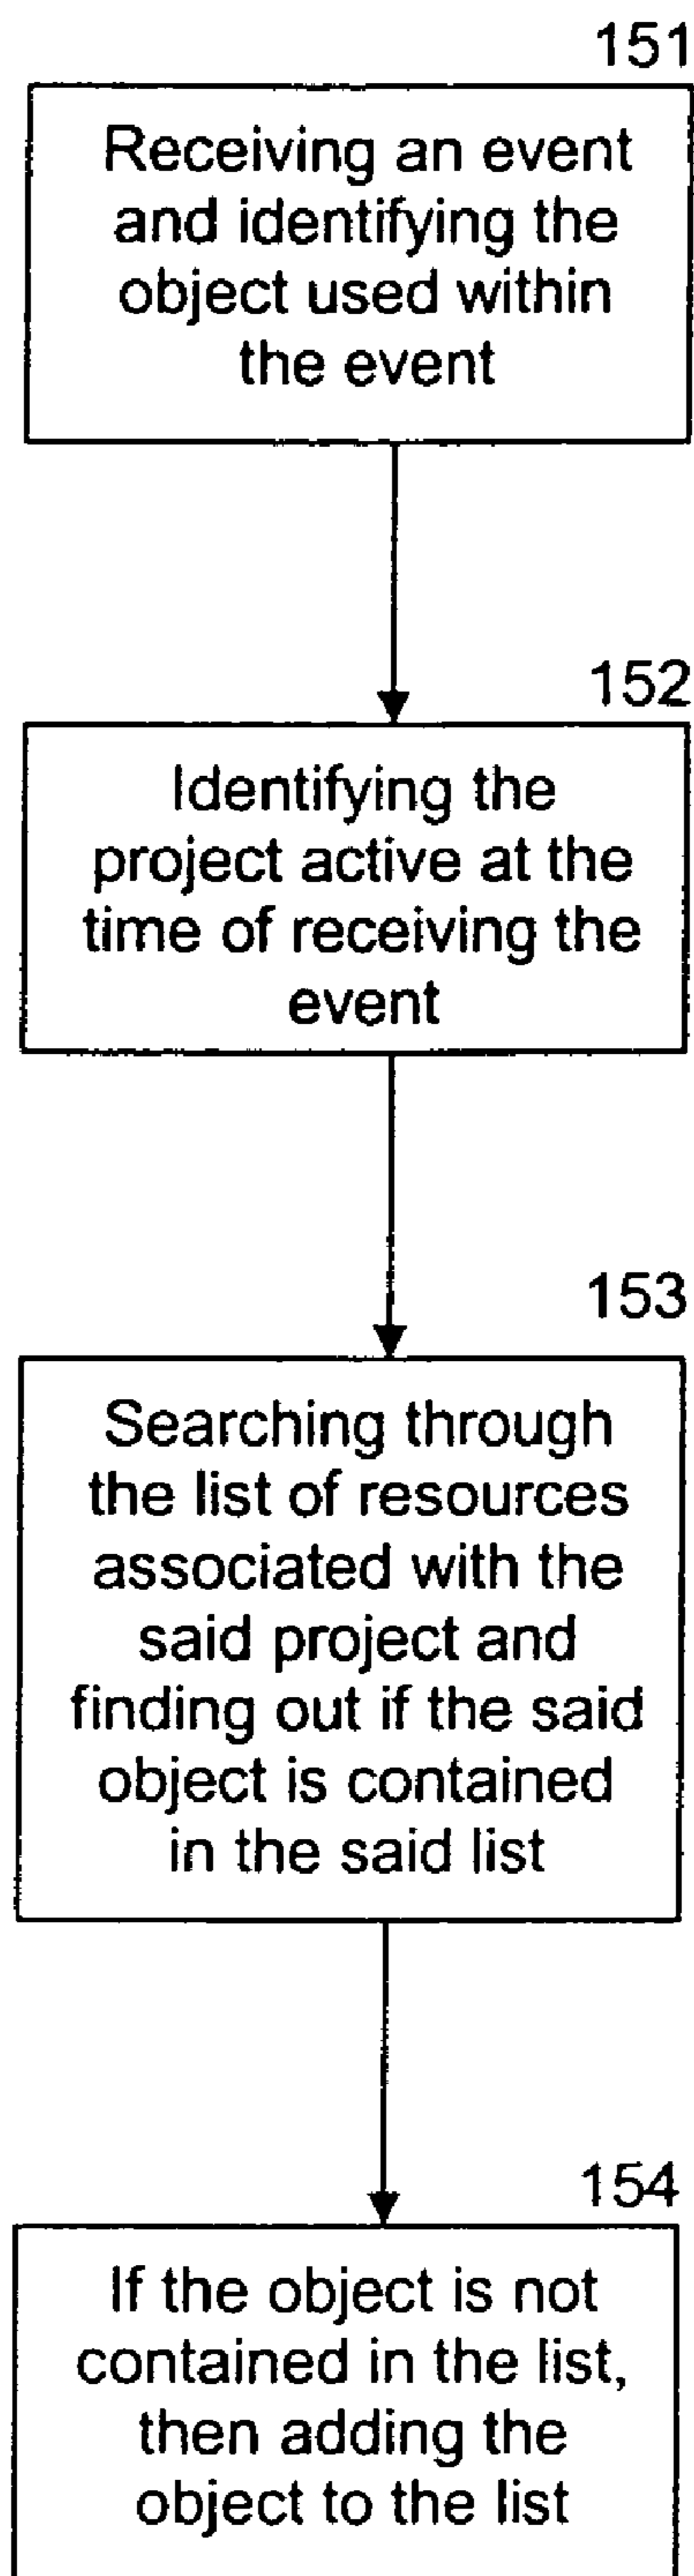 151
Receiving an event
and identifying the
object used within
the event
152
Identifying the
project active at the
time of receiving the
event
153
Searching through
the list of resources
associated with the
said project and
finding out if the said
object is contained
in the said list
154
If the object is not
contained in the list,
then adding the
object to the list